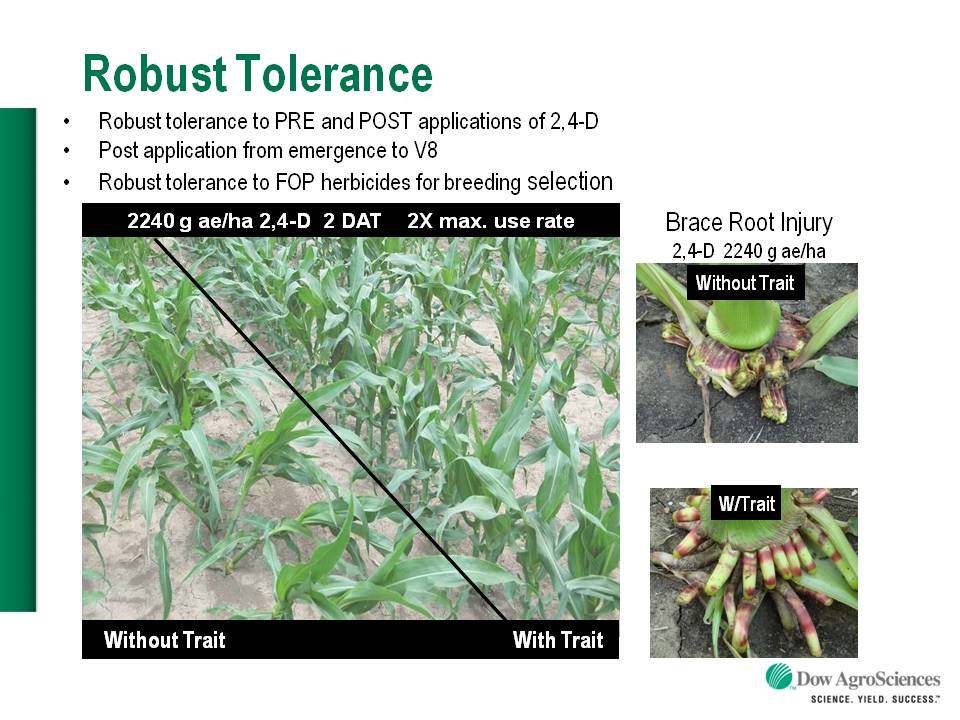 Robust Tolerance
• Robust tolerance to PRE and POST applications of 2,4-D
• Post application from emergence to V8
• Robust tolerance to FOP herbicides for breeding selection
2240 g ae/ha 2,4-D 2 DAT 2X max. use rate
Without Trait
With Trait
Brace Root Injury
2,4-D 2240 g ae/ha
Without Trait
W/Trait
Dow AgroSciences
SCIENCE. YIELD. SUCCESS.™